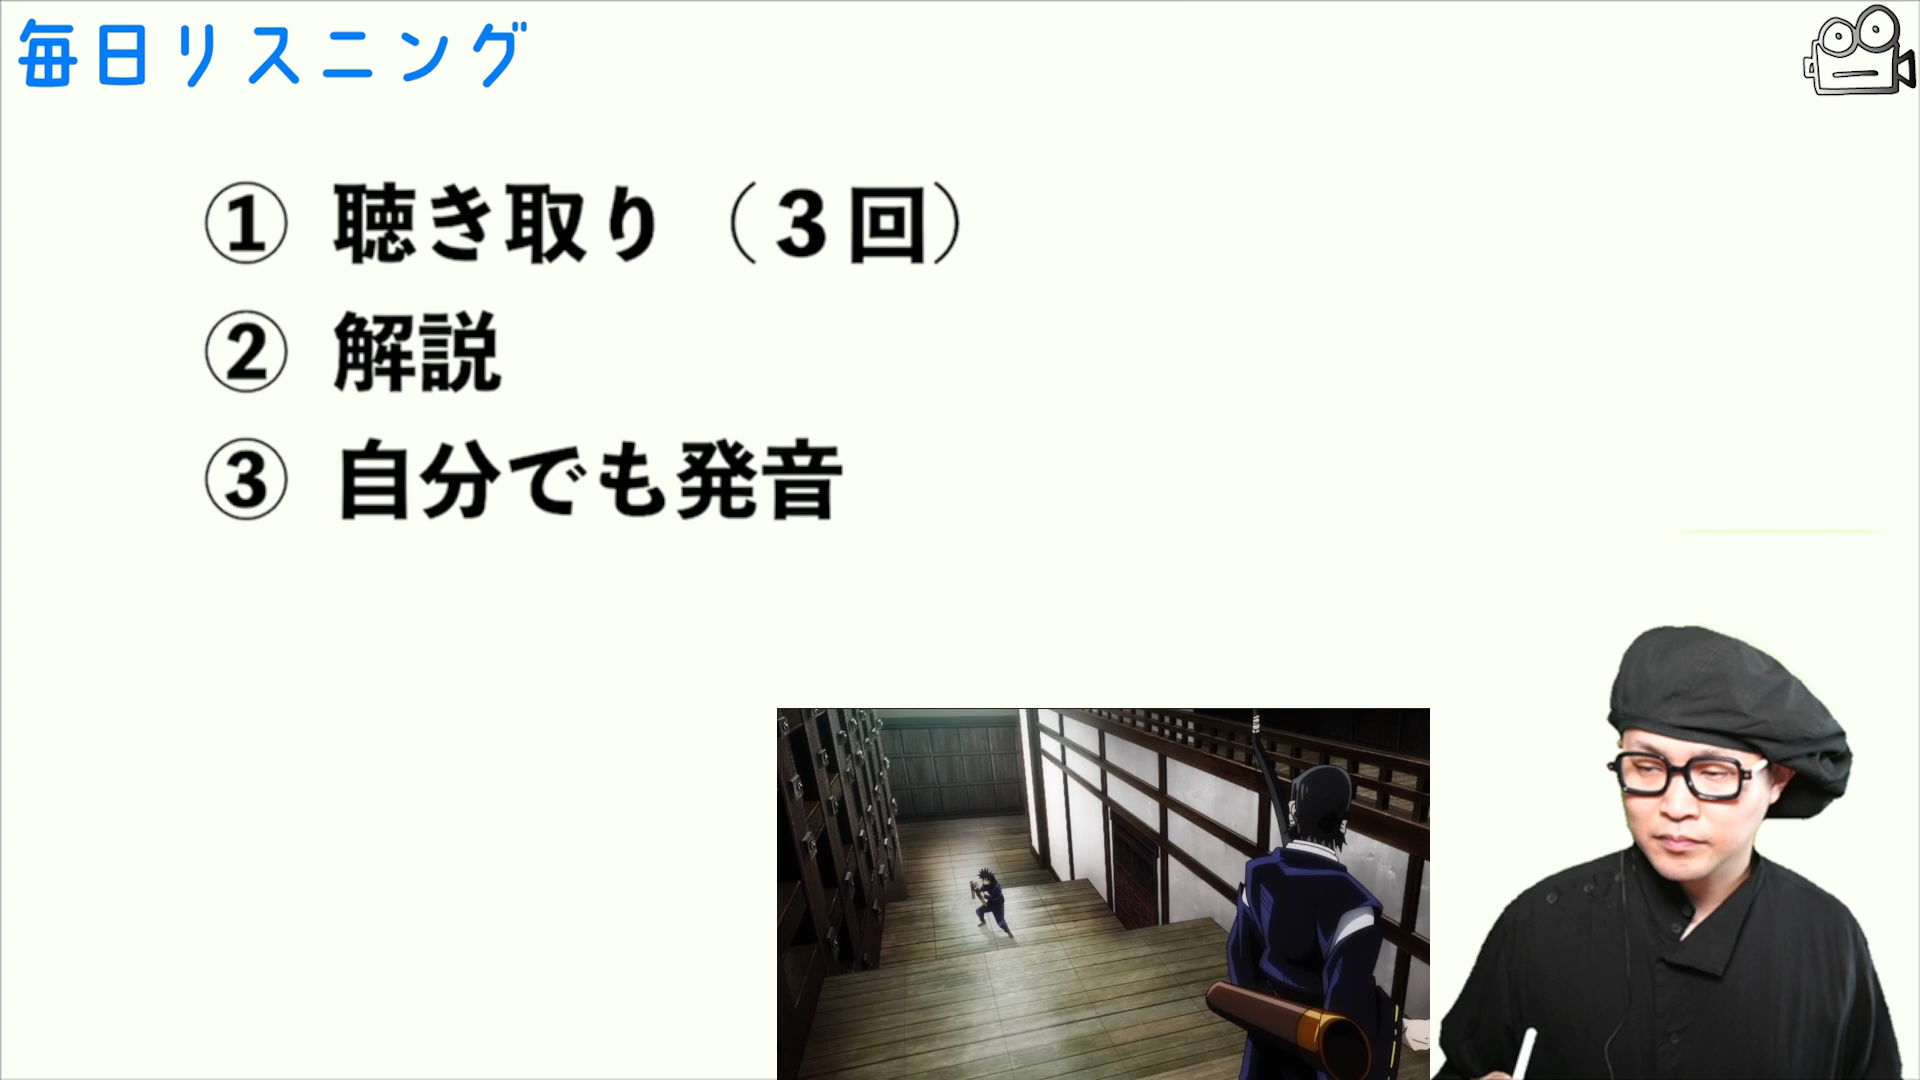 毎日リスニング
① 聴き取り（３回）
② 解説
③ 自分でも発音